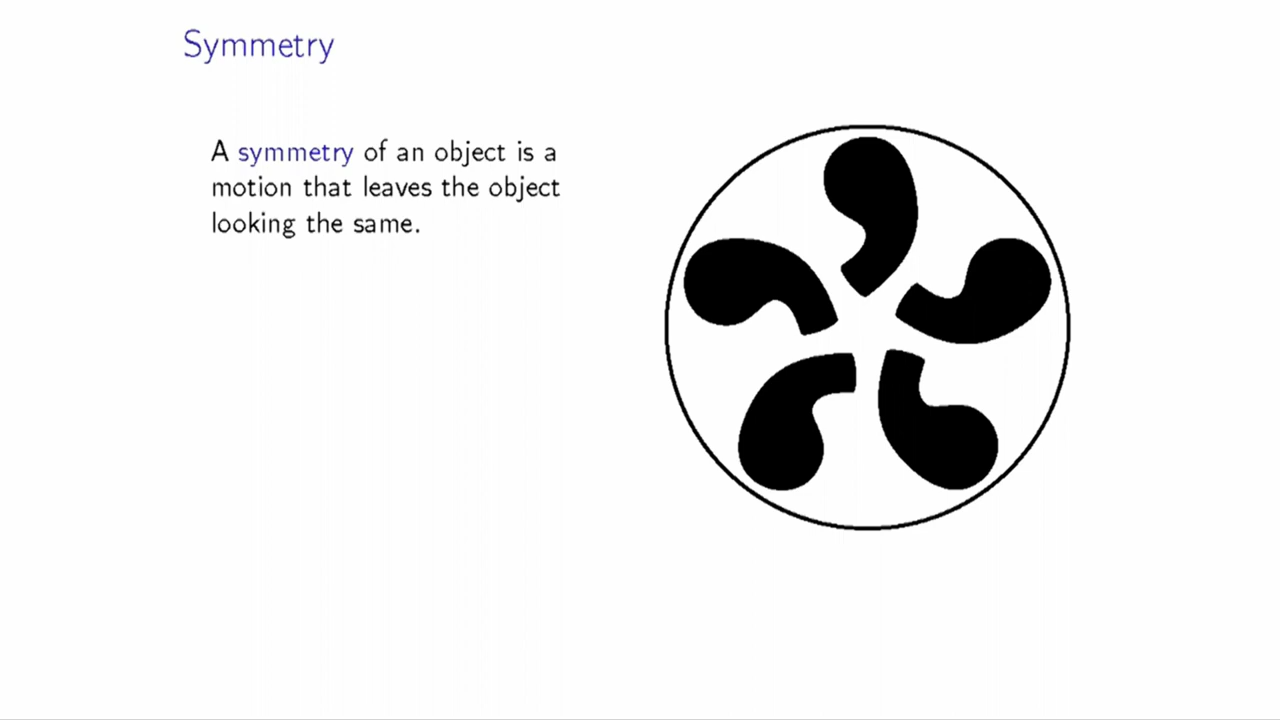 Symmetry
A symmetry of an object is a
motion that leaves the object
looking the same.